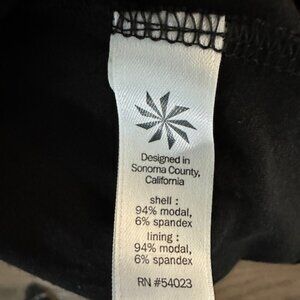 Designed in
Sonoma County,
California
shell :
94% modal,
6% spandex
lining :
94% modal,
6% spandex
RN #54023